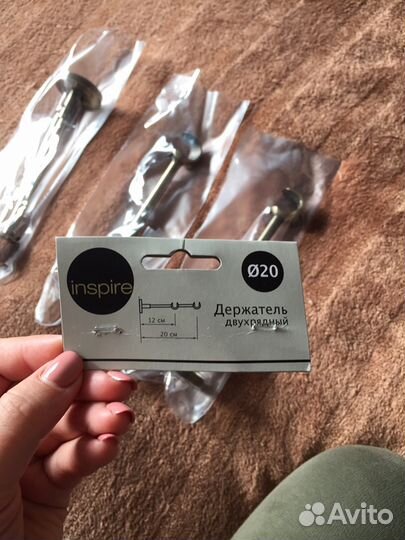 inspire
Ø20
Держатель
двухрядный
12 см
20 см
Avito